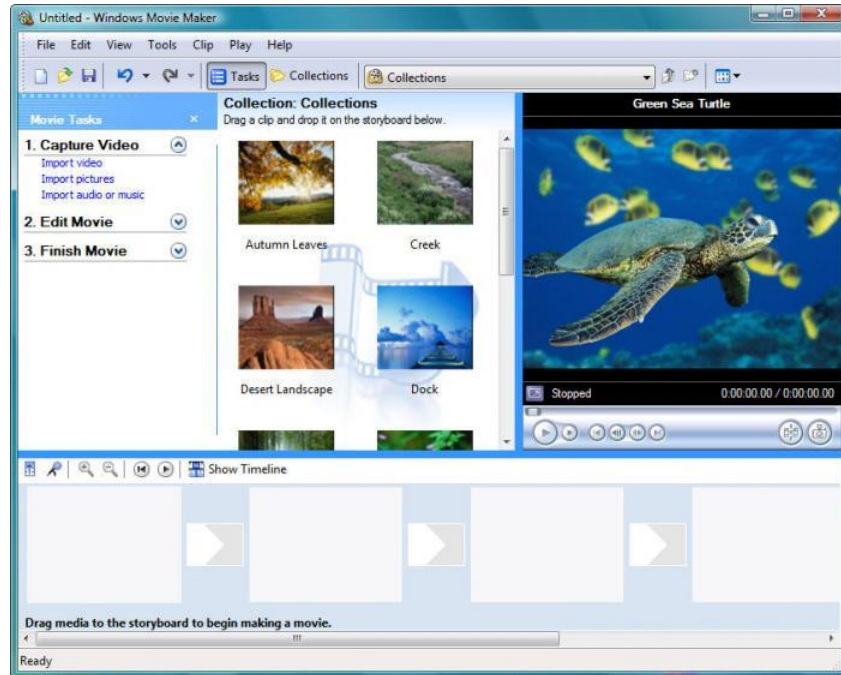 Untitled - Windows Movie Maker
File Edit View Tools Clip Play Help
Tasks Collections Collections
Movie Tasks
1. Capture Video
Import video
Import pictures
Import audio or music
2. Edit Movie
3. Finish Movie
Collection: Collections
Drag a clip and drop it on the storyboard below.
Autumn Leaves Creek
Desert Landscape Dock
Green Sea Turtle
Stopped 0:00:00.00 / 0:00:00.00
Show Timeline
Drag media to the storyboard to begin making a movie.
Ready